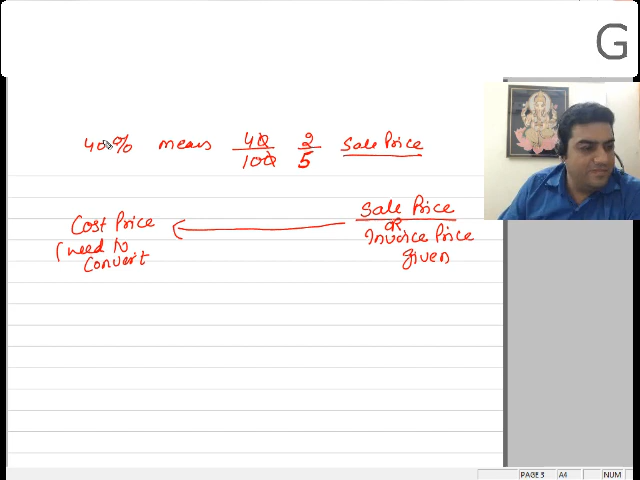 G
40% means 40/100 2/5 Sale Price
Sale Price
or
Cost Price
Invoice Price
(need to
given
convert
PAGE 3 A4 NUM